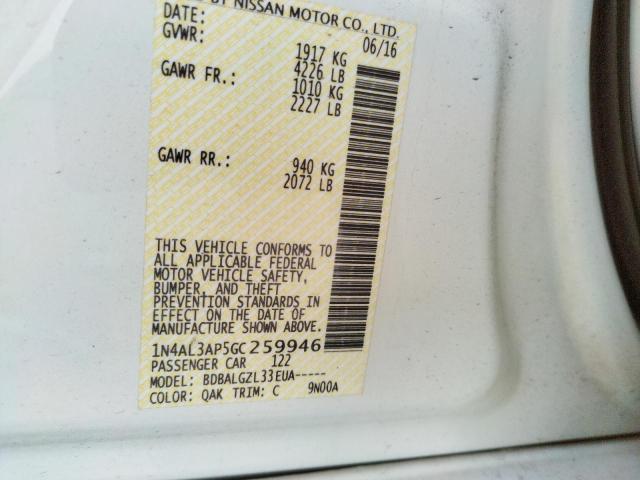 BY NISSAN MOTOR CO., LTD.
DATE: 06/16
GVWR: 1917 KG
4226 LB
GAWR FR.: 1010 KG
2227 LB
GAWR RR.: 940 KG
2072 LB
THIS VEHICLE CONFORMS TO
ALL APPLICABLE FEDERAL
MOTOR VEHICLE SAFETY,
BUMPER, AND THEFT
PREVENTION STANDARDS IN
EFFECT ON THE DATE OF
MANUFACTURE SHOWN ABOVE.
1N4AL3AP5GC259946
PASSENGER CAR 122
MODEL: BDBALGZL33EUA-----
COLOR: QAK TRIM: C 9N00A